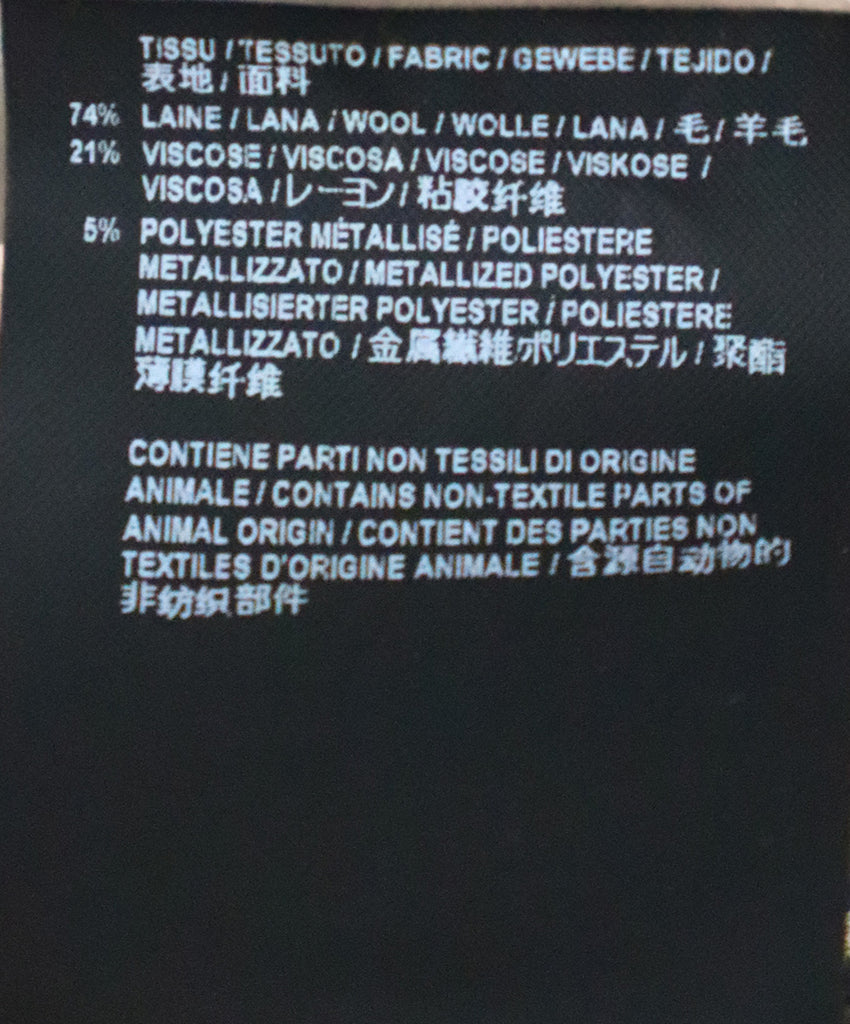 TISSU / TESSUTO / FABRIC / GEWEBE / TEJIDO /
表地 / 面料
74% LAINE / LANA / WOOL / WOLLE / LANA / 毛 / 羊毛
21% VISCOSE / VISCOSA / VISCOSE / VISKOSE /
VISCOSA / レーヨン / 粘胶纤维
5% POLYESTER MÉTALLISÉ / POLIESTERE
METALLIZZATO / METALLIZED POLYESTER /
METALLISIERTER POLYESTER / POLIESTERE
METALLIZZATO / 金属繊維/ポリエステル / 聚酯
薄膜纤维
CONTIENE PARTI NON TESSILI DI ORIGINE
ANIMALE / CONTAINS NON-TEXTILE PARTS OF
ANIMAL ORIGIN / CONTIENT DES PARTIES NON
TEXTILES D'ORIGINE ANIMALE / 含源自动物的
非纺织部件